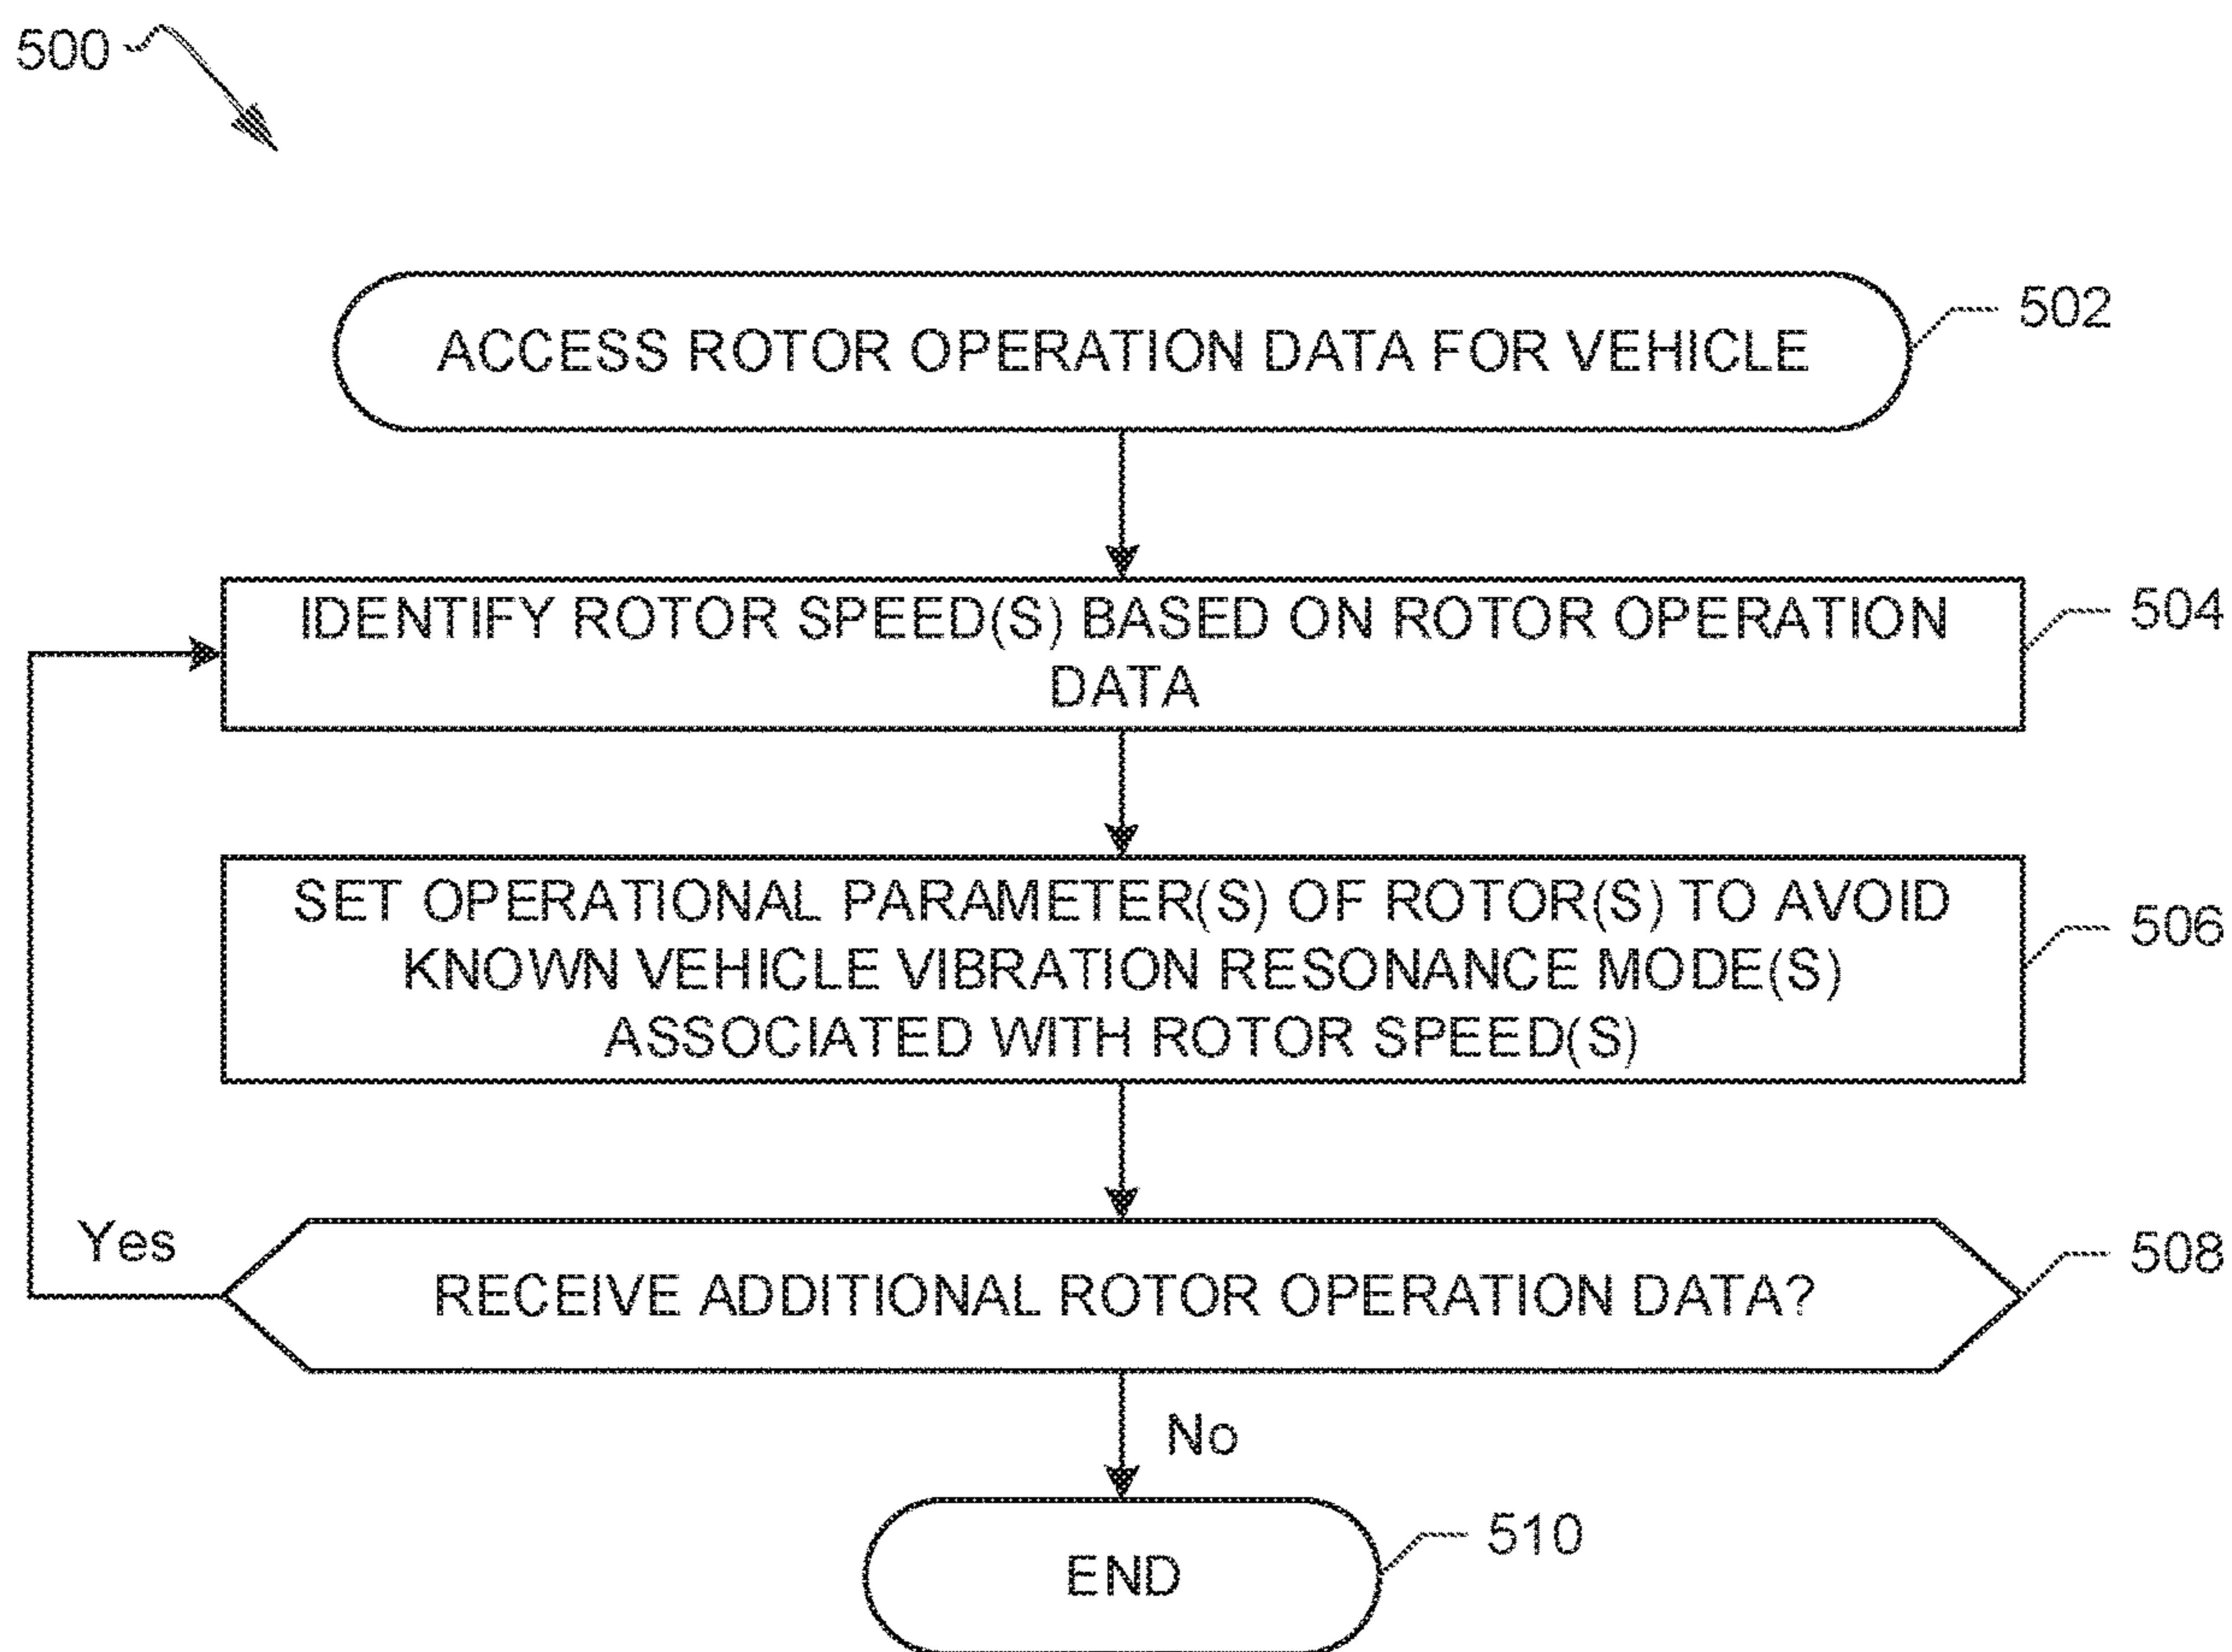 500
ACCESS ROTOR OPERATION DATA FOR VEHICLE
502
IDENTIFY ROTOR SPEED(S) BASED ON ROTOR OPERATION
DATA
504
SET OPERATIONAL PARAMETER(S) OF ROTOR(S) TO AVOID
KNOWN VEHICLE VIBRATION RESONANCE MODE(S)
ASSOCIATED WITH ROTOR SPEED(S)
506
Yes
RECEIVE ADDITIONAL ROTOR OPERATION DATA?
508
No
END
510